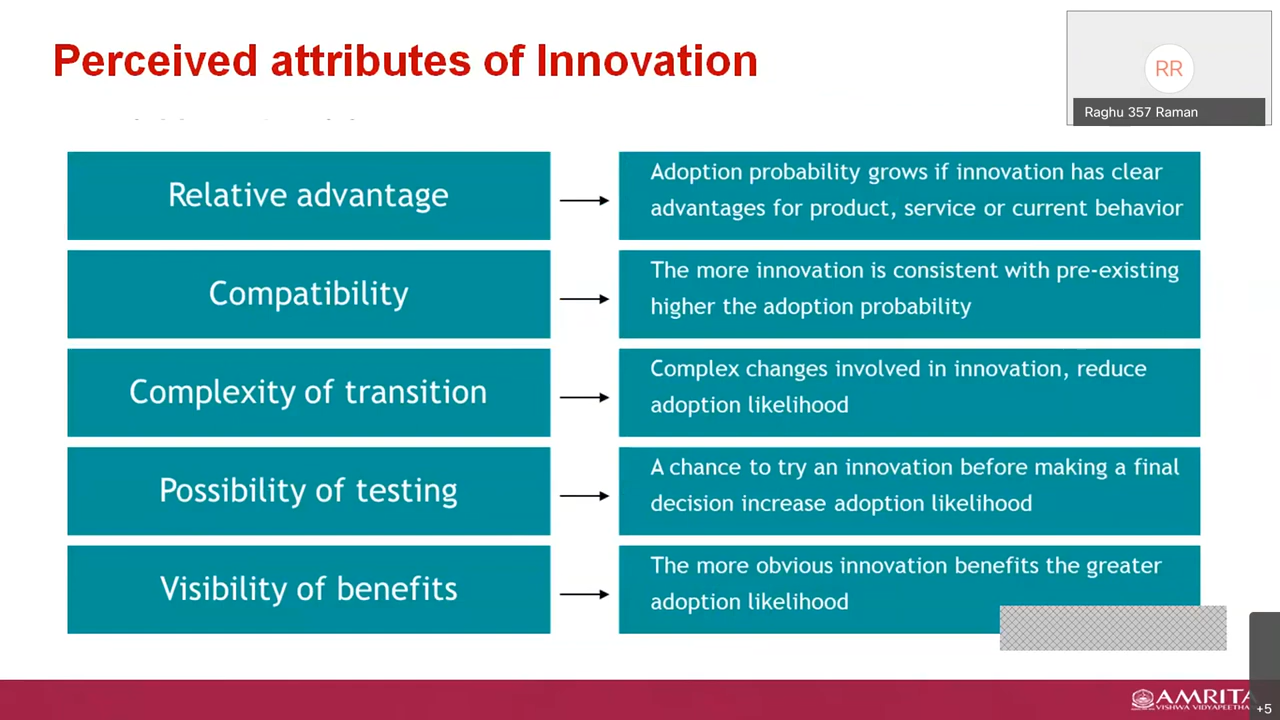 Perceived attributes of Innovation
RR
Raghu 357 Raman
Relative advantage
Adoption probability grows if innovation has clear
advantages for product, service or current behavior
Compatibility
The more innovation is consistent with pre-existing
higher the adoption probability
Complexity of transition
Complex changes involved in innovation, reduce
adoption likelihood
Possibility of testing
A chance to try an innovation before making a final
decision increase adoption likelihood
Visibility of benefits
The more obvious innovation benefits the greater
adoption likelihood
AMRITA
VISHWA VIDYAPEETHA
+5